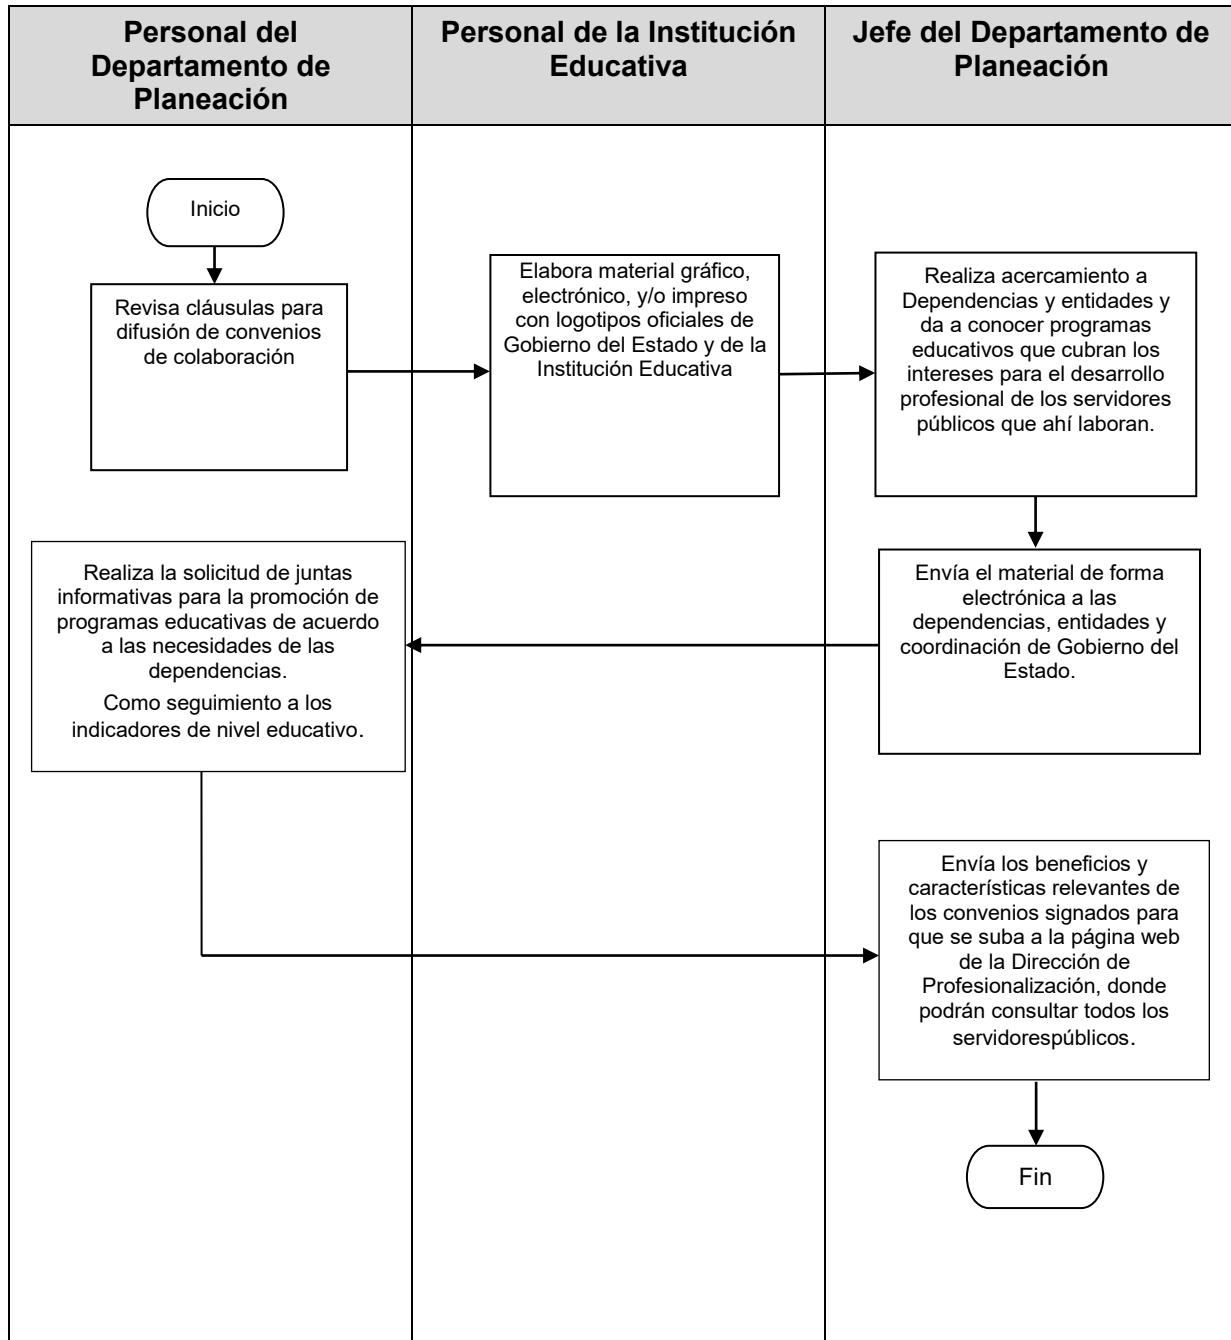 Personal del
Departamento de
Planeación
Personal de la Institución
Educativa
Jefe del Departamento de
Planeación
Inicio
Revisa cláusulas para
difusión de convenios
de colaboración
Elabora material gráfico,
electrónico, y/o impreso
con logotipos oficiales de
Gobierno del Estado y de la
Institución Educativa
Realiza acercamiento a
Dependencias y entidades y
da a conocer programas
educativos que cubran los
intereses para el desarrollo
profesional de los servidores
públicos que ahí laboran.
Envía el material de forma
electrónica a las
dependencias, entidades y
coordinación de Gobierno del
Estado.
Realiza la solicitud de juntas
informativas para la promoción de
programas educativas de acuerdo
a las necesidades de las
dependencias.
Como seguimiento a los
indicadores de nivel educativo.
Envía los beneficios y
características relevantes de
los convenios signados para
que se suba a la página web
de la Dirección de
Profesionalización, donde
podrán consultar todos los
servidorespúblicos.
Fin